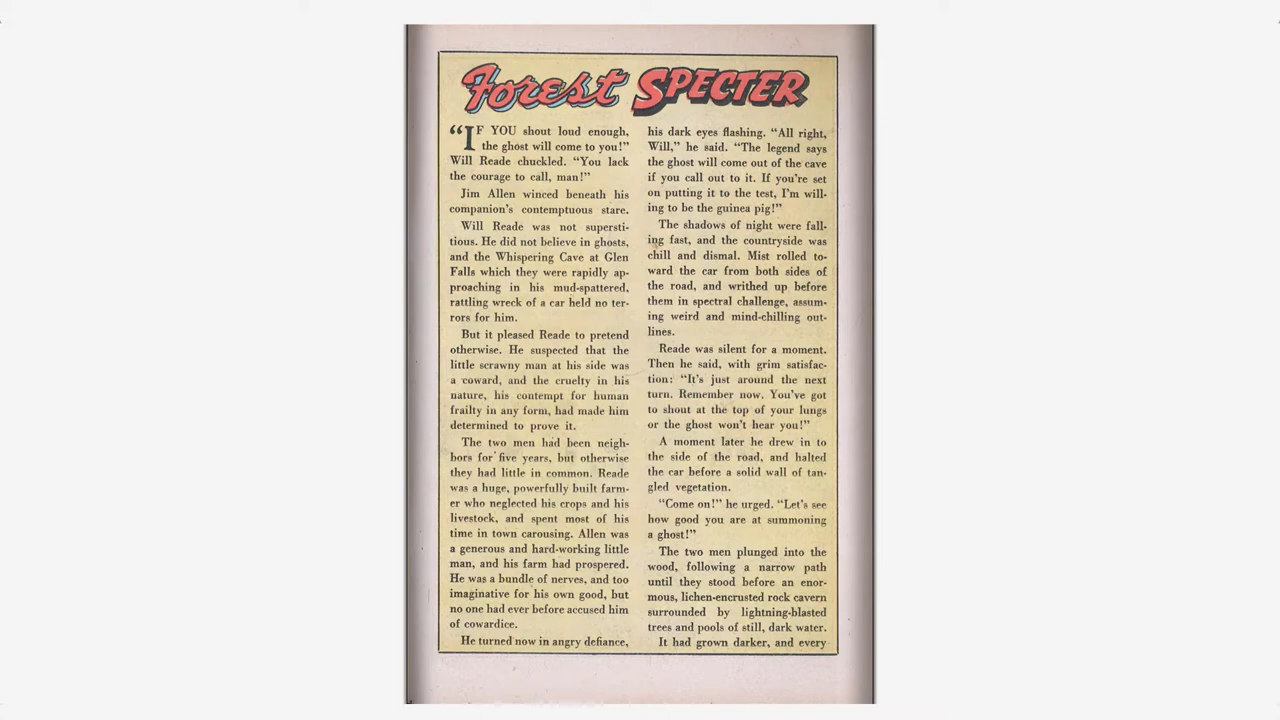 Forest SPECTER
"IF YOU shout loud enough,
the ghost will come to you!"
Will Reade chuckled. "You lack
the courage to call, man!"
Jim Allen winced beneath his
companion's contemptuous stare.
Will Reade was not supersti-
tious. He did not believe in ghosts,
and the Whispering Cave at Glen
Falls which they were rapidly ap-
proaching in his mud-spattered,
rattling wreck of a car held no ter-
rors for him.
But it pleased Reade to pretend
otherwise. He suspected that the
little scrawny man at his side was
a coward, and the cruelty in his
nature, his contempt for human
frailty in any form, had made him
determined to prove it.
The two men had been neigh-
bors for five years, but otherwise
they had little in common. Reade
was a huge, powerfully built farm-
er who neglected his crops and his
livestock, and spent most of his
time in town carousing. Allen was
a generous and hard-working little
man, and his farm had prospered.
He was a bundle of nerves, and too
imaginative for his own good, but
no one had ever before accused him
of cowardice.
He turned now in angry defiance,
his dark eyes flashing. "All right,
Will," he said. "The legend says
the ghost will come out of the cave
if you call out to it. If you're set
on putting it to the test, I'm will-
ing to be the guinea pig!"
The shadows of night were fall-
ing fast, and the countryside was
chill and dismal. Mist rolled to-
ward the car from both sides of
the road, and writhed up before
them in spectral challenge, assum-
ing weird and mind-chilling out-
lines.
Reade was silent for a moment.
Then he said, with grim satisfac-
tion: "It's just around the next
turn. Remember now. You've got
to shout at the top of your lungs
or the ghost won't hear you!"
A moment later he drew in to
the side of the road, and halted
the car before a solid wall of tan-
gled vegetation.
"Come on!" he urged. "Let's see
how good you are at summoning
a ghost!"
The two men plunged into the
wood, following a narrow path
until they stood before an enor-
mous, lichen-encrusted rock cavern
surrounded by lightning-blasted
trees and pools of still, dark water.
It had grown darker, and every